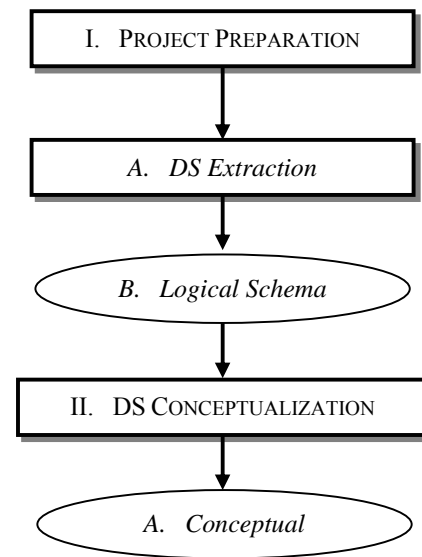 I. PROJECT PREPARATION
A. DS Extraction
B. Logical Schema
II. DS CONCEPTUALIZATION
A. Conceptual